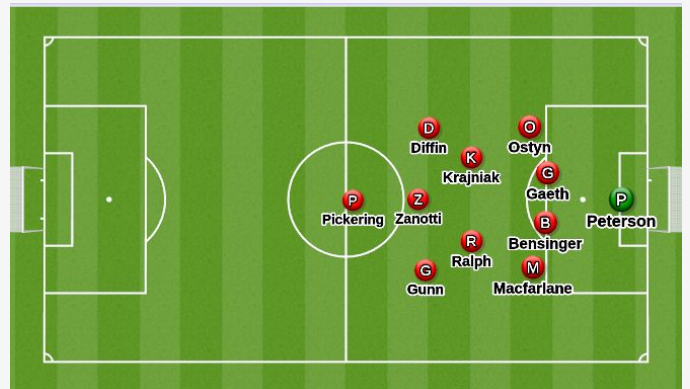 D
Diffin
O
Ostyn
K
Krajniak
G
Gaeth
P
Pickering
Z
Zanotti
P
Peterson
B
Bensinger
R
Ralph
G
Gunn
M
Macfarlane